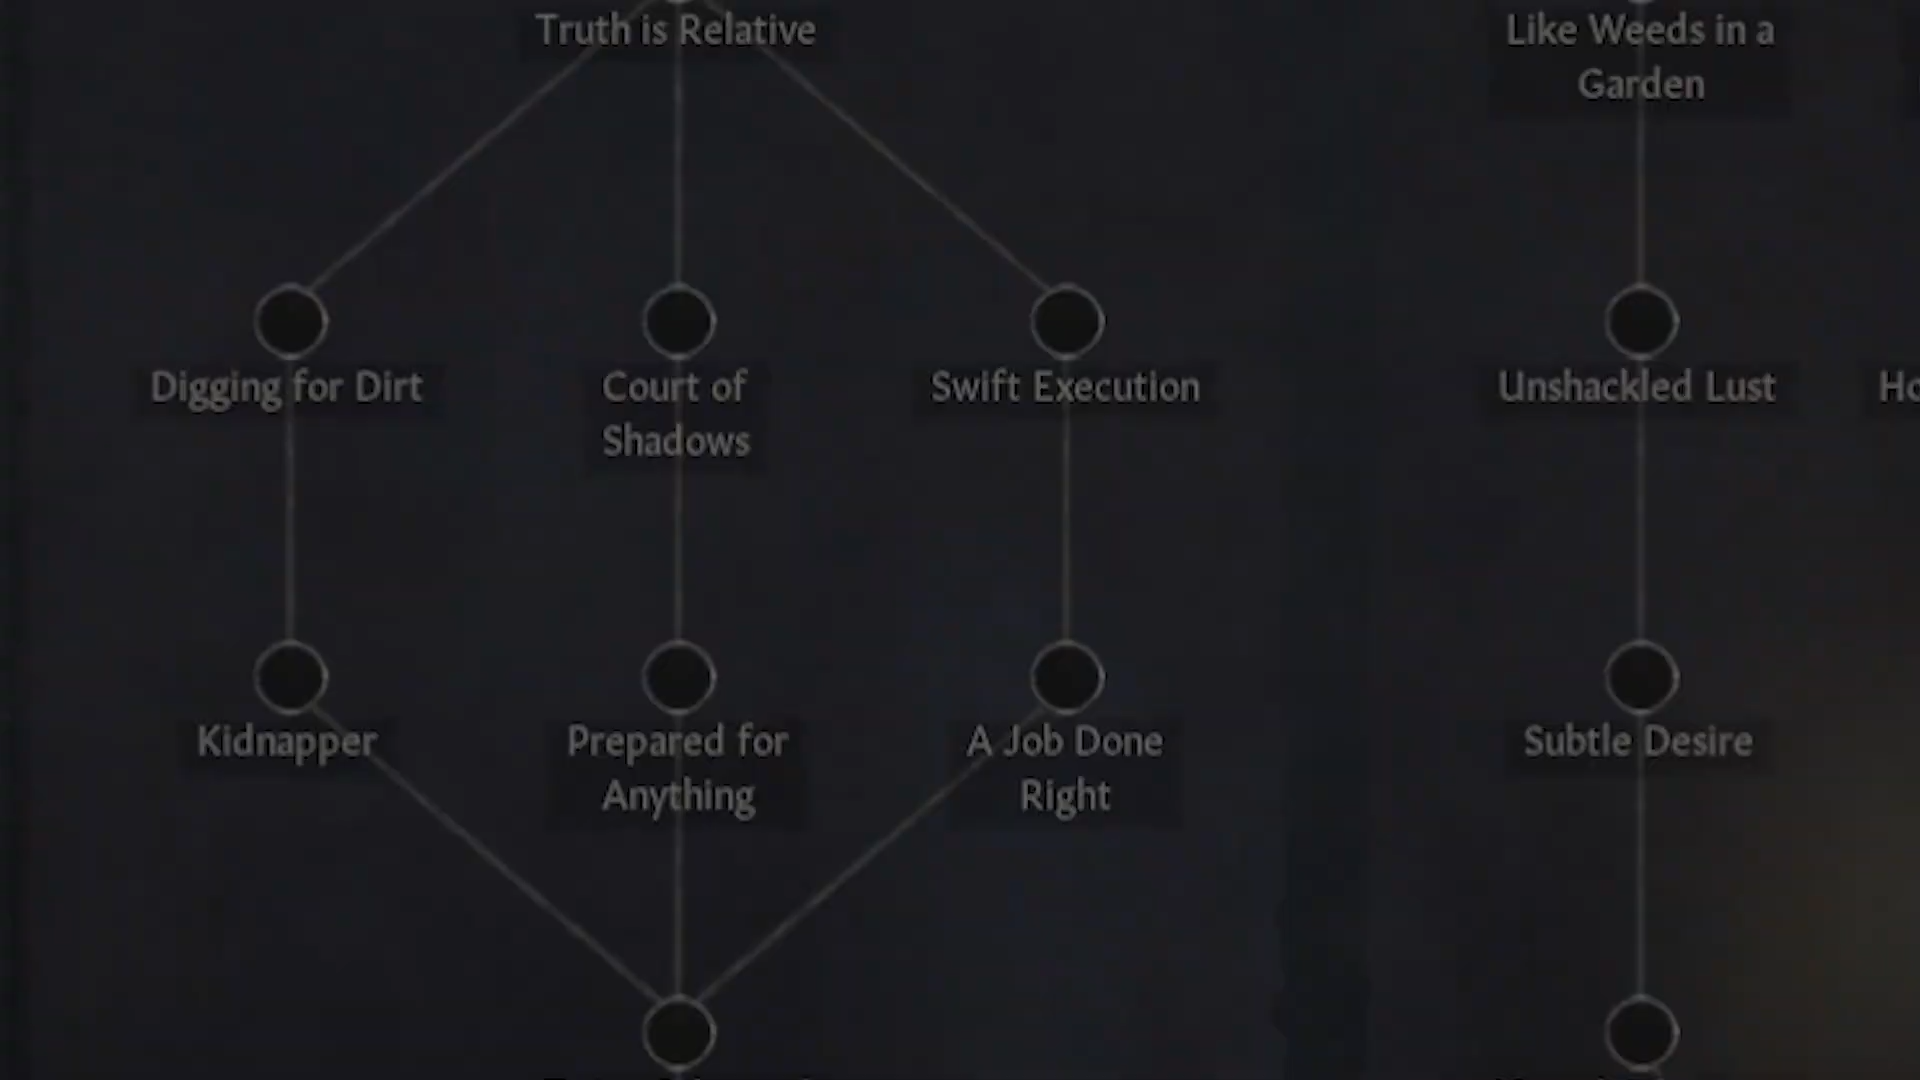 Truth is Relative
Like Weeds in a
Garden
Digging for Dirt
Court of
Shadows
Swift Execution
Unshackled Lust
Ho
Kidnapper
Prepared for
Anything
A Job Done
Right
Subtle Desire